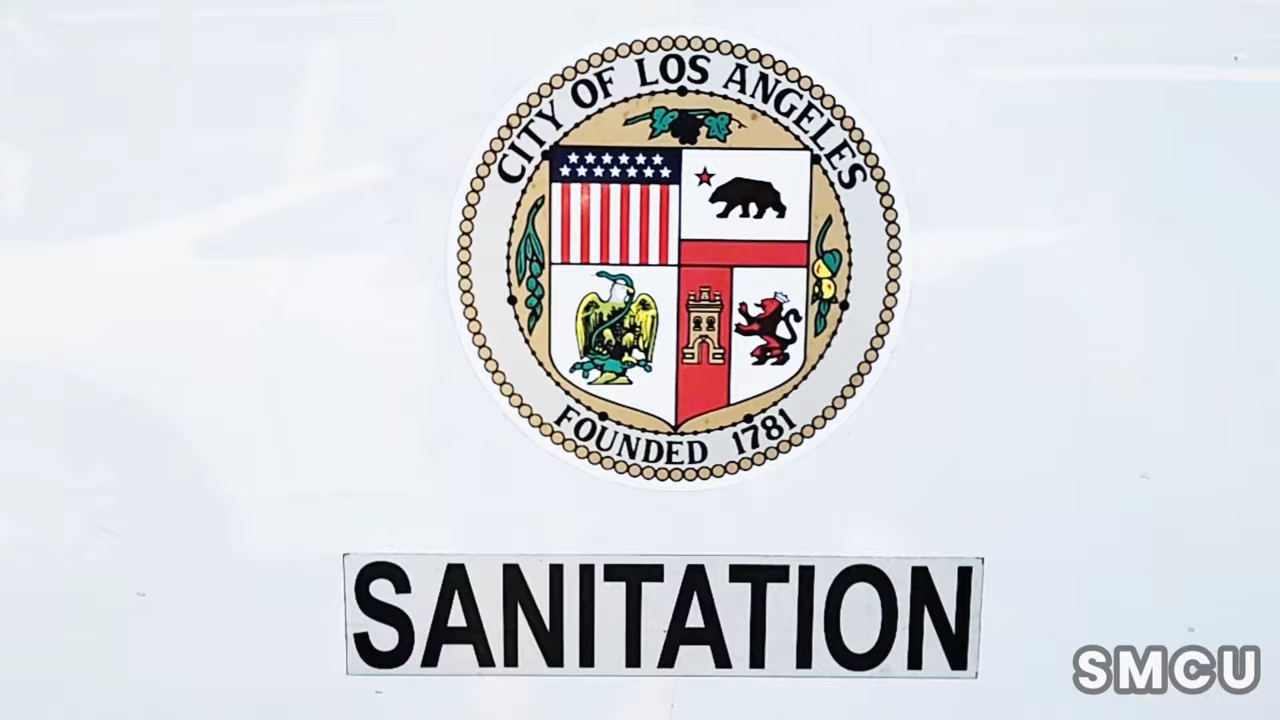 CITY OF LOS ANGELES
FOUNDED 1781
SANITATION
SMCU